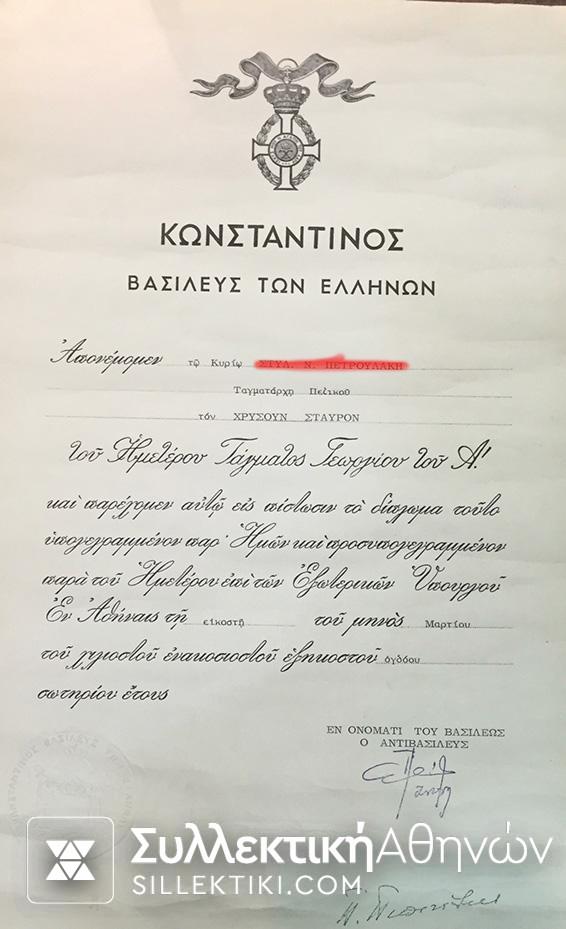 ΚΩΝΣΤΑΝΤΙΝΟΣ
ΒΑΣΙΛΕΥΣ ΤΩΝ ΕΛΛΗΝΩΝ
Ἀπονέμομεν τῷ Κυρίῳ ΣΤΥΛ. Ν. ΠΕΤΡΟΥΛΑΚΗ
Ταγματάρχῃ Πεζικοῦ
τόν ΧΡΥΣΟΥΝ ΣΤΑΥΡΟΝ
τοῦ Ἡμετέρου Τάγματος Γεωργίου τοῦ Α!
καὶ παρέχομεν αὐτῷ εἰς πίστωσιν τὸ δίπλωμα τοῦτο
ὑπογεγραμμένον παρ' Ἡμῶν καὶ προσυπογεγραμμένον
παρὰ τοῦ Ἡμετέρου ἐπὶ τῶν Ἐξωτερικῶν Ὑπουργοῦ
Ἐν Ἀθήναις τῇ εἰκοστῇ τοῦ μηνὸς Μαρτίου
τοῦ χιλιοστοῦ ἐνακοσιοστοῦ ἑξηκοστοῦ ὀγδόου
σωτηρίου ἔτους
ΕΝ ΟΝΟΜΑΤΙ ΤΟΥ ΒΑΣΙΛΕΩΣ
Ο ΑΝΤΙΒΑΣΙΛΕΥΣ
ΣυλλεκτικήΑθηνών
SILLEKTIKI.COM